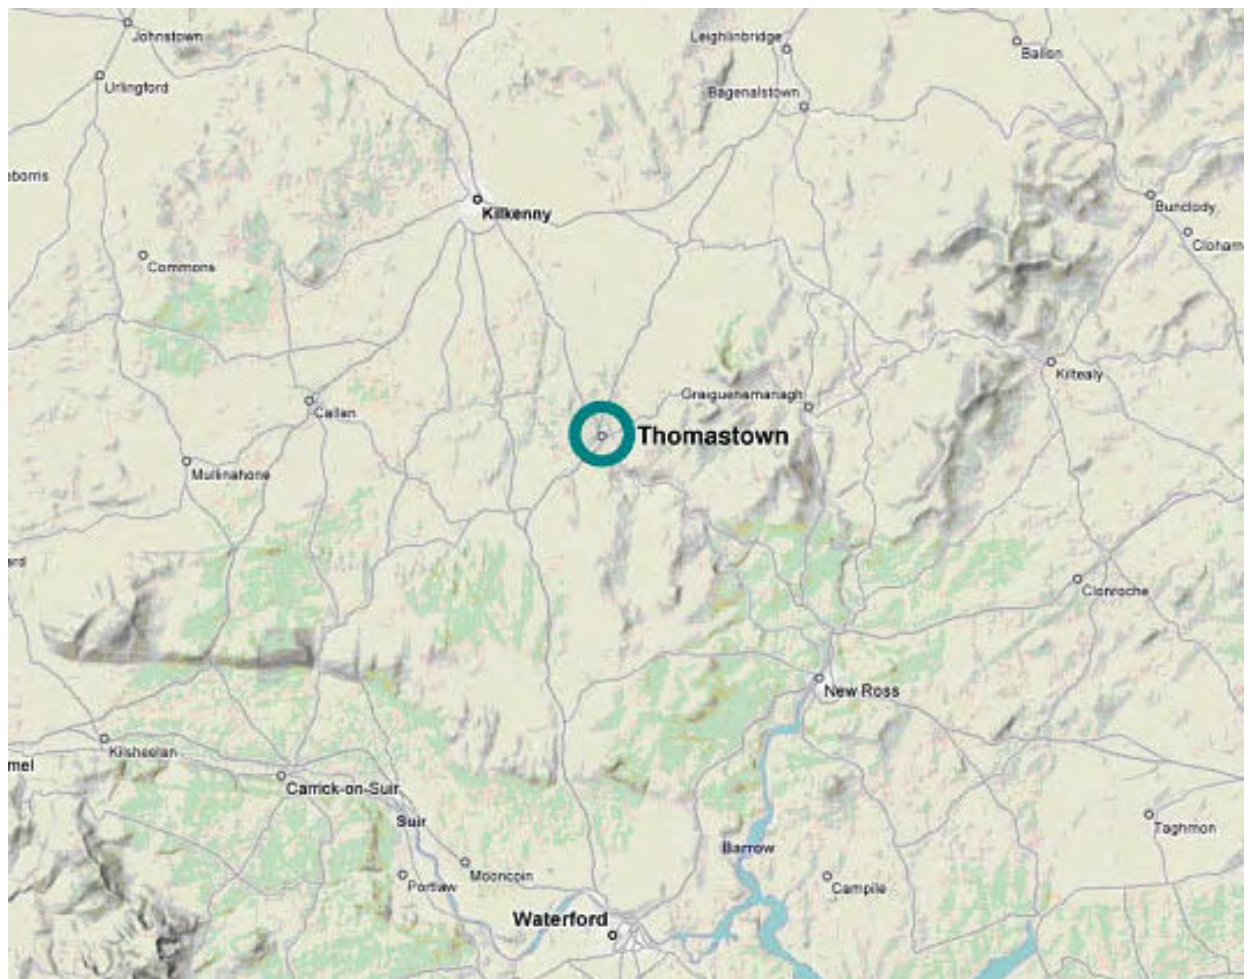 Johnstown
Leighlinbridge
Ballon
Urlingford
Bagenalstown
Kilkenny
Bunclody
Commons
Kiltealy
Graiguenamanagh
Callan
Thomastown
Mullinahone
Clonroche
New Ross
Kilsheelan
mel
Carrick-on-Suir
Suir
Taghmon
Barrow
Mooncoin
Portlaw
Campile
Waterford